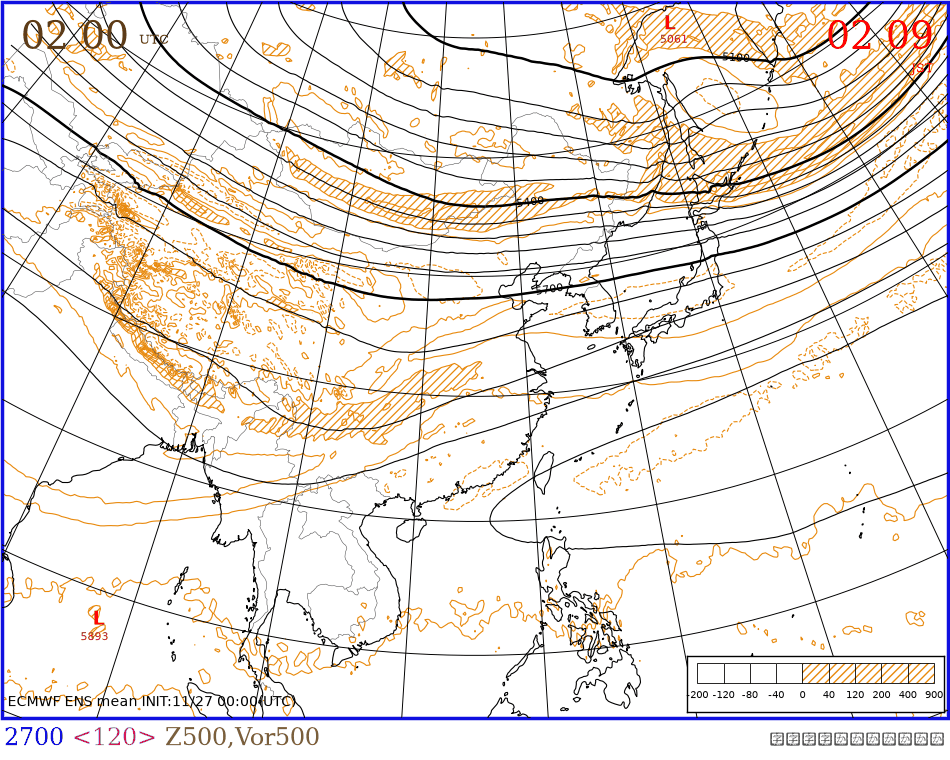 02 00 UTC
L
5061
02 09
JST
5100
5400
5700
L
5893
-200 -120 -80 -40 0 40 120 200 400 900
ECMWF ENS mean INIT:11/27 00:00(UTC)
2700 <120> Z500,Vor500